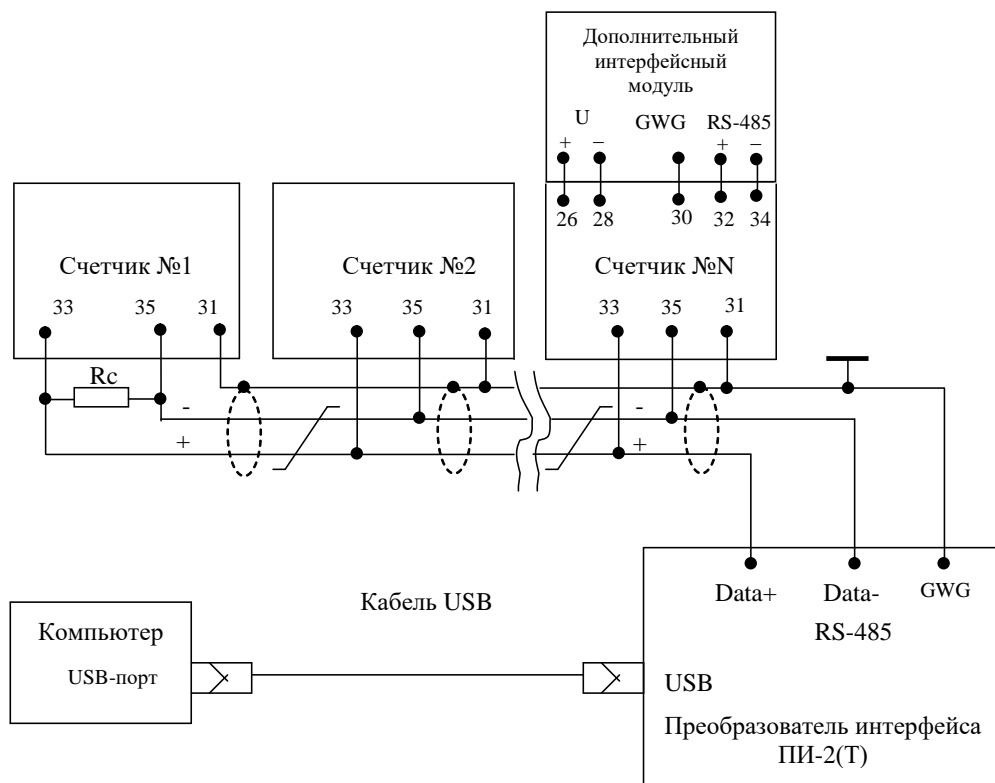 Дополнительный
интерфейсный
модуль
U GWG RS-485
+ − + −
26 28 30 32 34
Счетчик №1 Счетчик №2 Счетчик №N
33 35 31 33 35 31 33 35 31
Rc
- -
+ +
Data+ Data- GWG
RS-485
Кабель USB
Компьютер
USB-порт
USB
Преобразователь интерфейса
ПИ-2(Т)